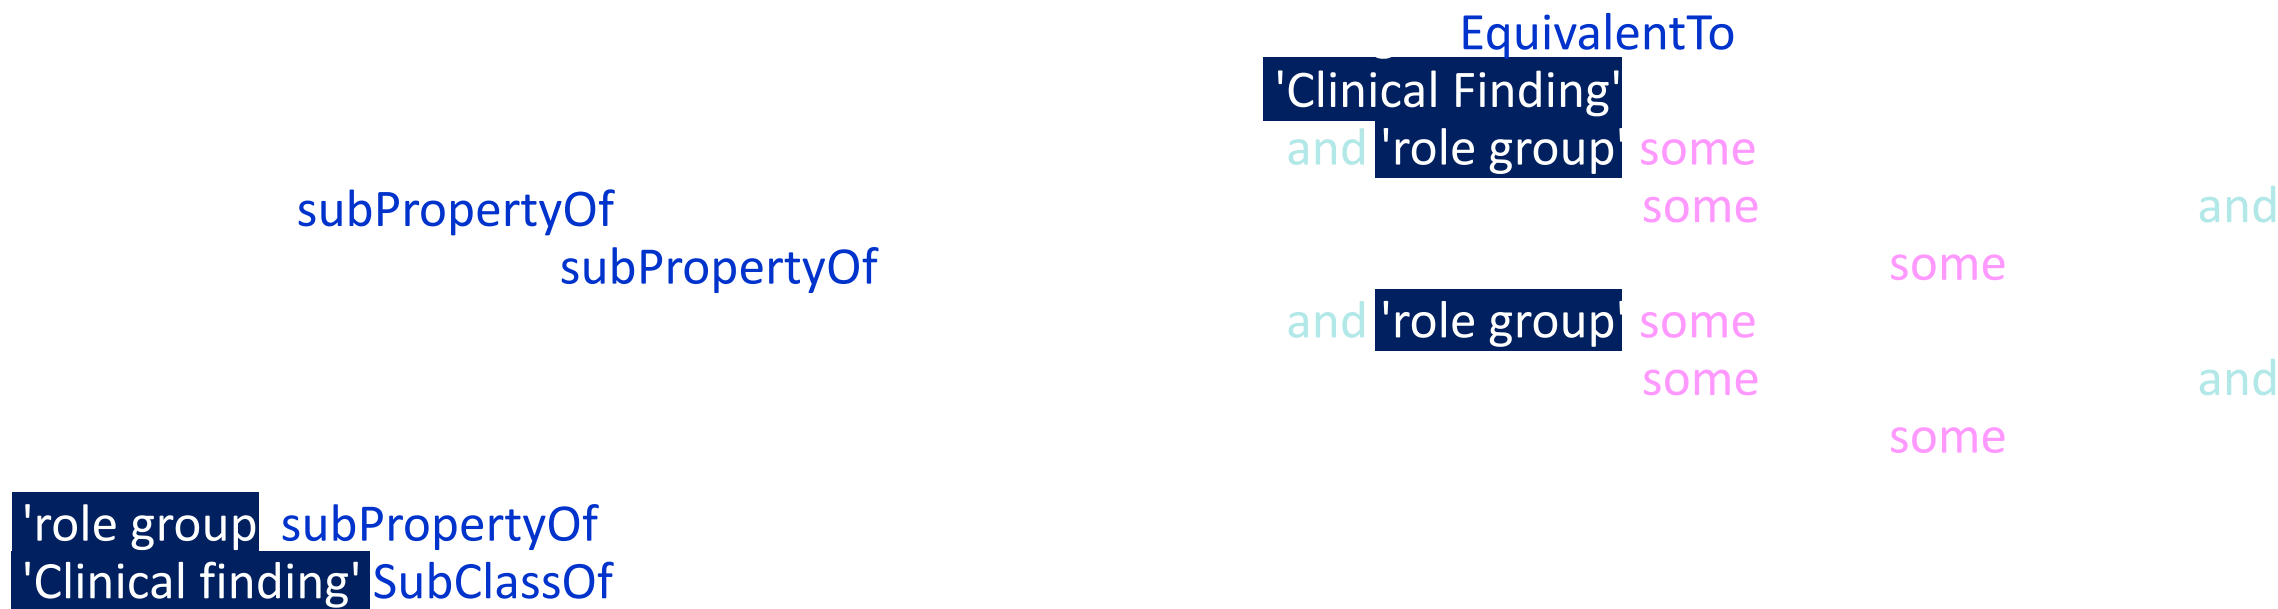 EquivalentTo
'Clinical Finding'
and 'role group' some
subPropertyOf
some and
subPropertyOf
some
and 'role group' some
some and
some
'role group subPropertyOf
'Clinical finding' SubClassOf